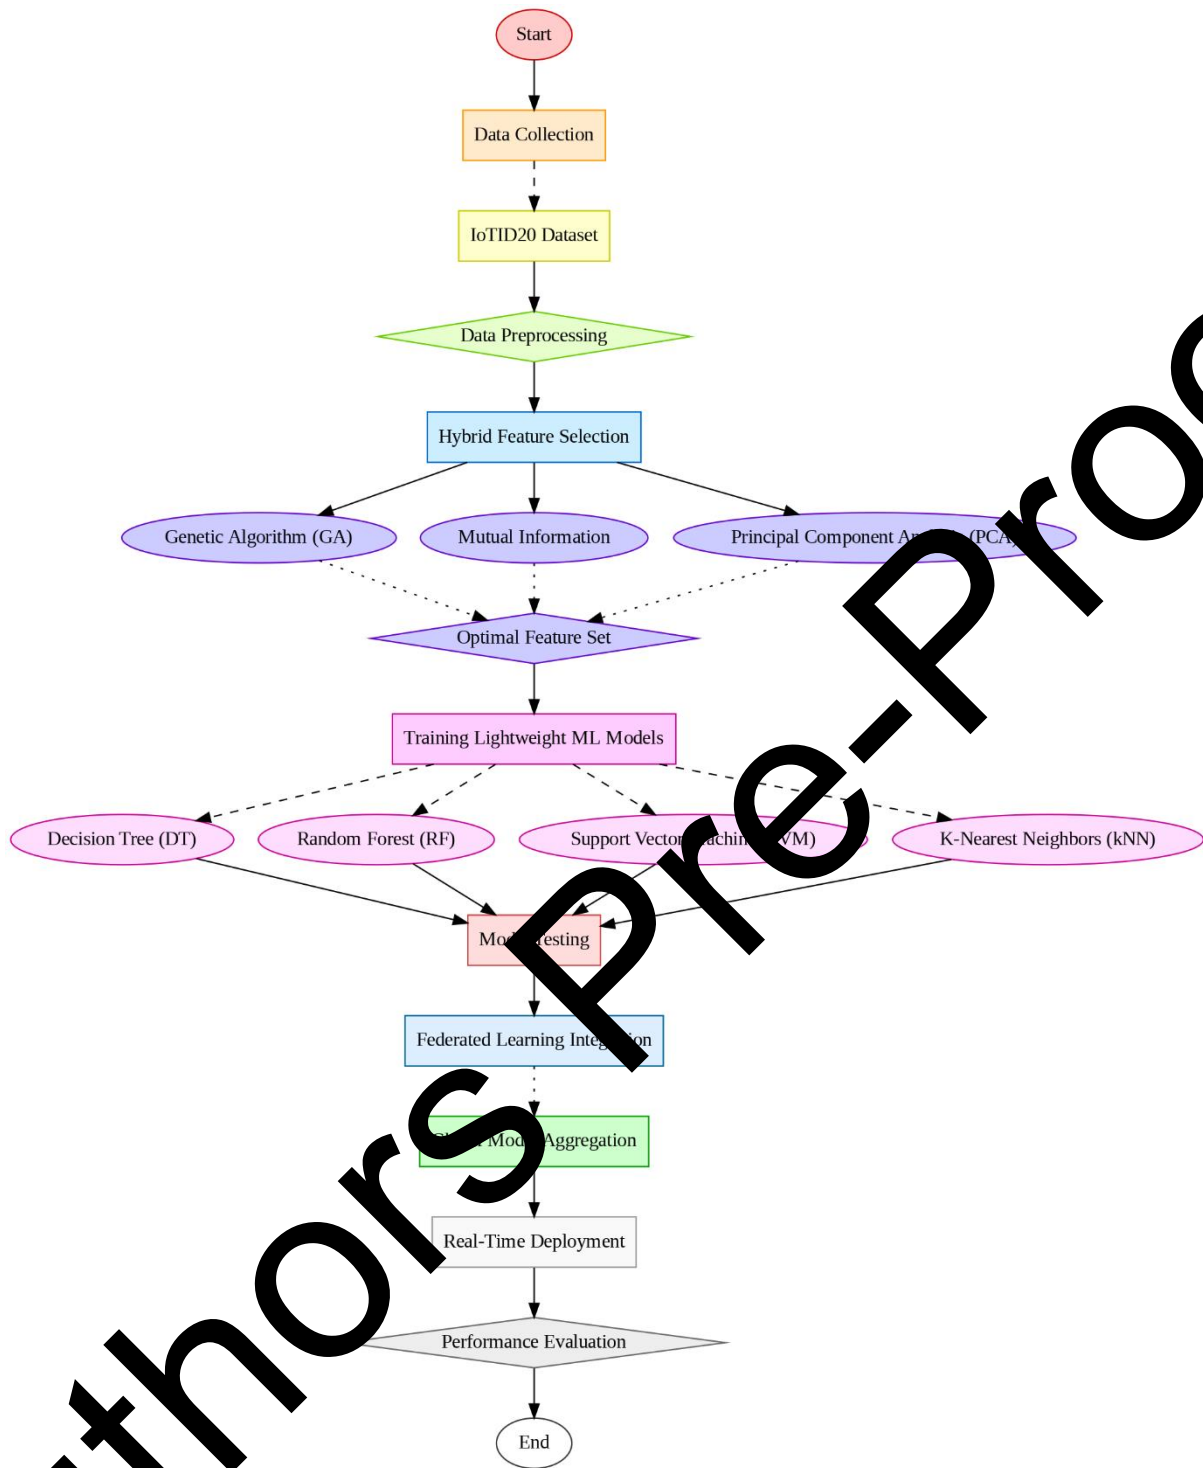 Start
Data Collection
IoTID20 Dataset
Data Preprocessing
Hybrid Feature Selection
Genetic Algorithm (GA)
Mutual Information
Principal Component (PCA)
Optimal Feature Set
Training Lightweight ML Models
Decision Tree (DT)
Random Forest (RF)
Support Vector
K-Nearest Neighbors (kNN)
Testing
Federated Learning
Aggregation
Real-Time Deployment
Performance Evaluation
End
thors Pre-Proo